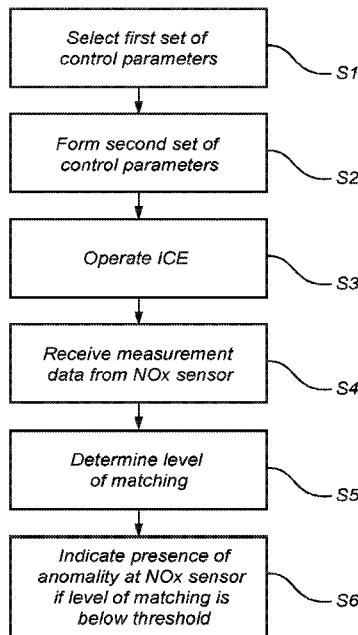 Select first set of
control parameters
S1
Form second set of
control parameters
S2
Operate ICE
S3
Receive measurement
data from NOx sensor
S4
Determine level
of matching
S5
Indicate presence of
anomality at NOx sensor
if level of matching is
below threshold
S6